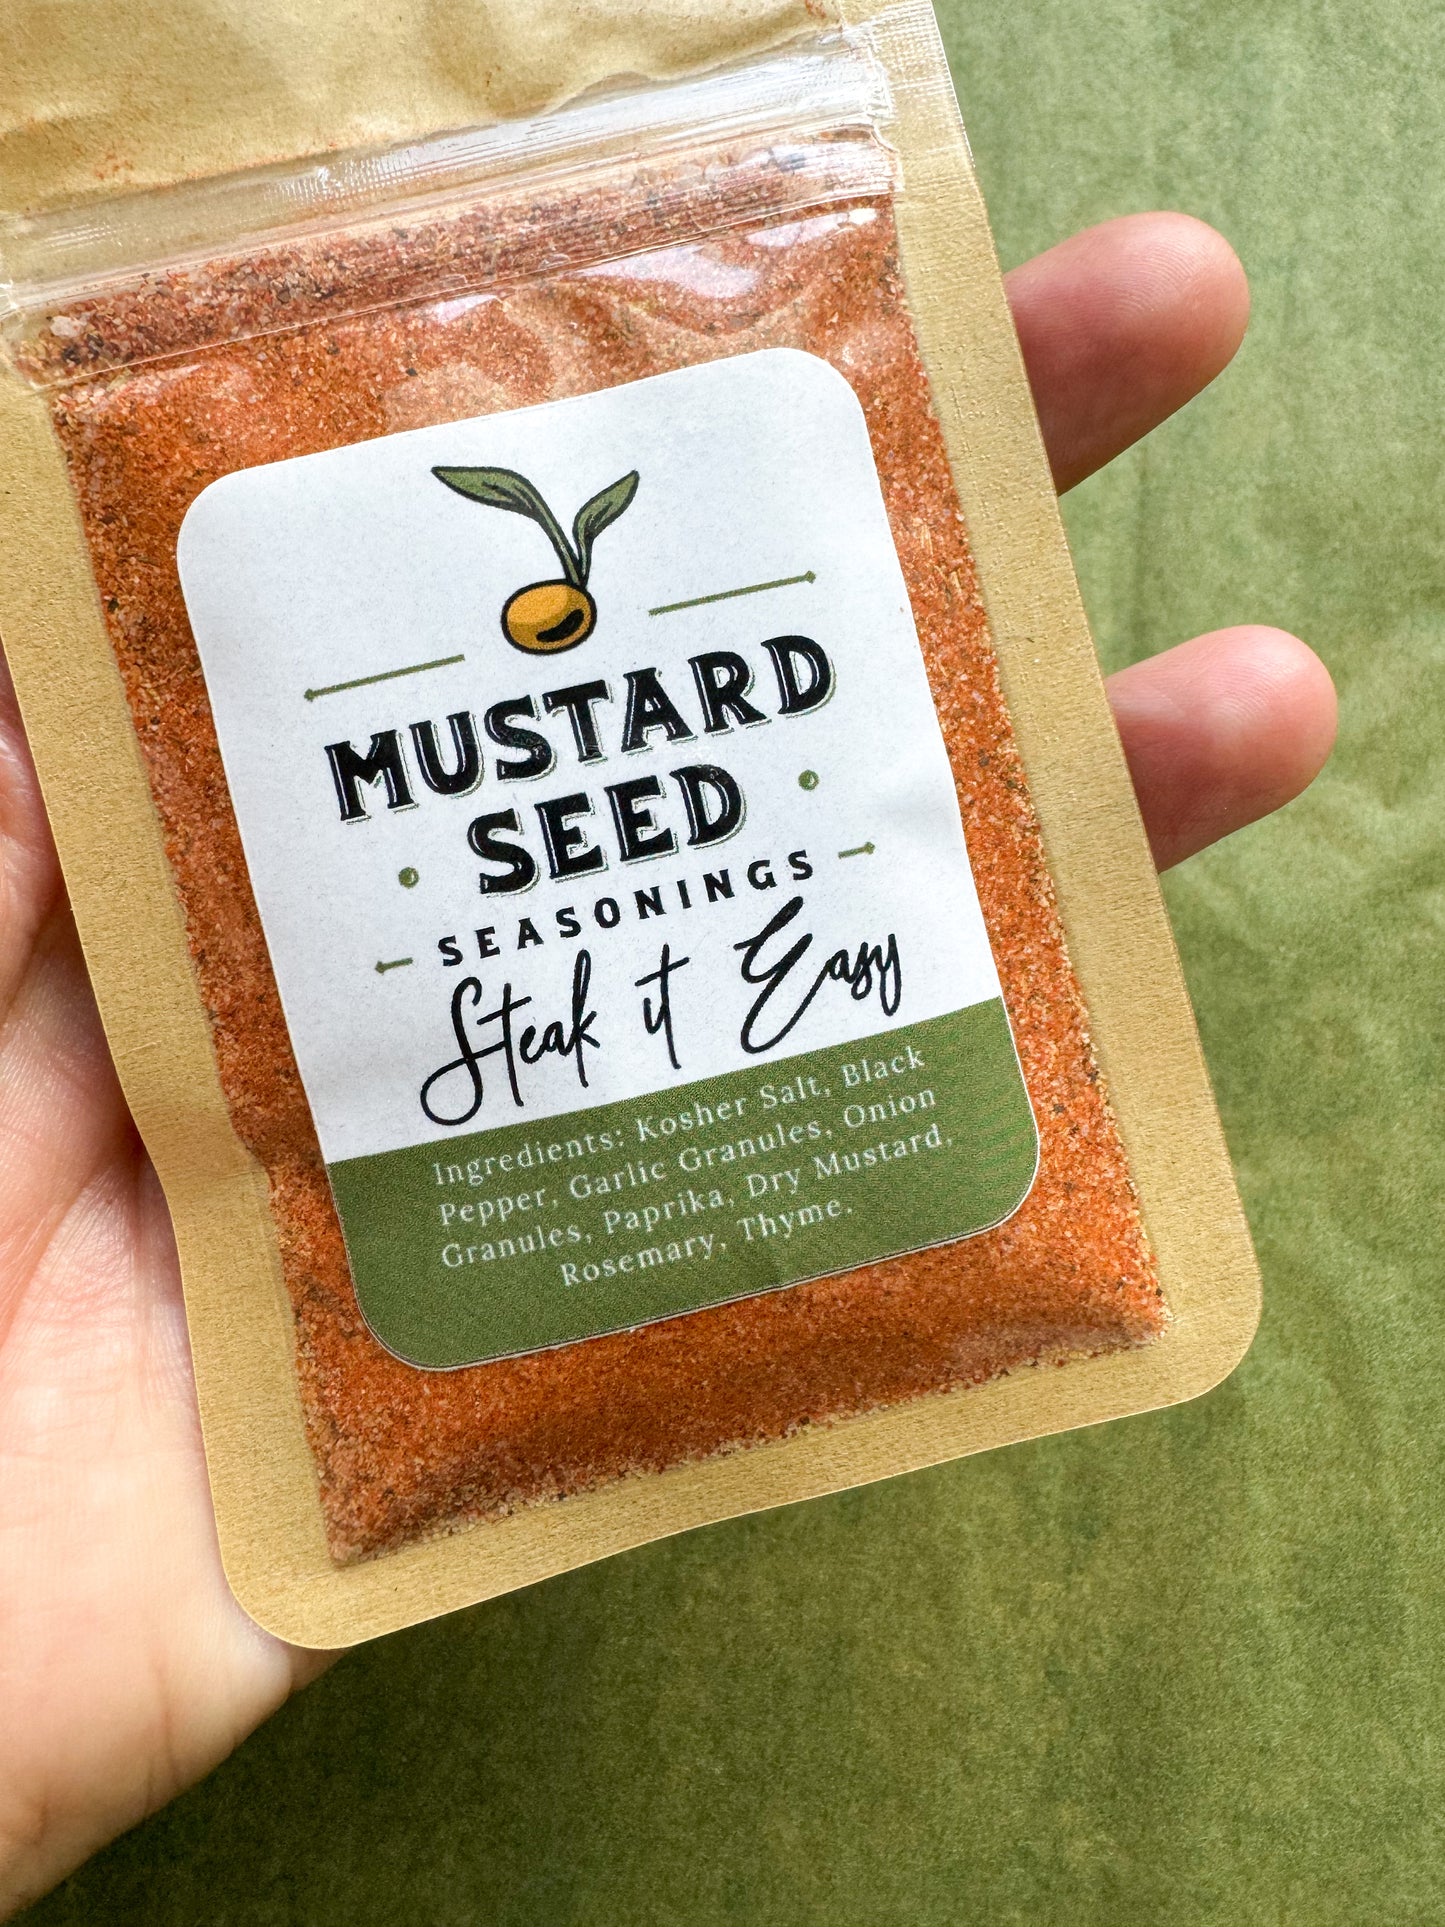 MUSTARD
SEED
SEASONINGS
Steak it Easy
Ingredients: Kosher Salt, Black
Pepper, Garlic Granules, Onion
Granules, Paprika, Dry Mustard,
Rosemary, Thyme.